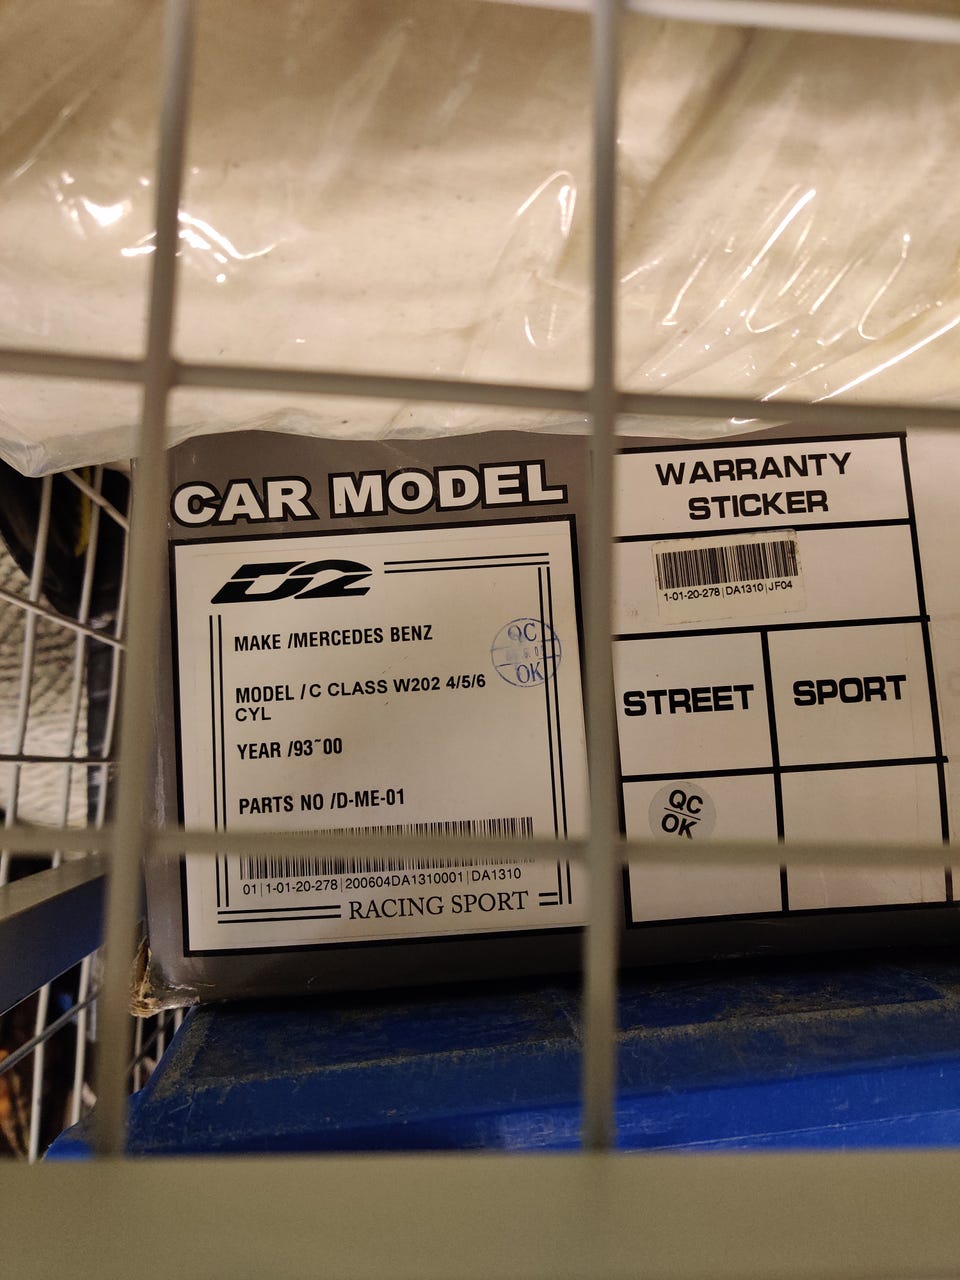 CAR MODEL
D2
MAKE /MERCEDES BENZ
MODEL /C CLASS W202 4/5/6
CYL
YEAR /93~00
PARTS NO /D-ME-01
01|1-01-20-278|200604DA1310001|DA1310
RACING SPORT
QC
OK
WARRANTY
STICKER
1-01-20-278|DA1310|JF04
STREET
SPORT
QC
OK